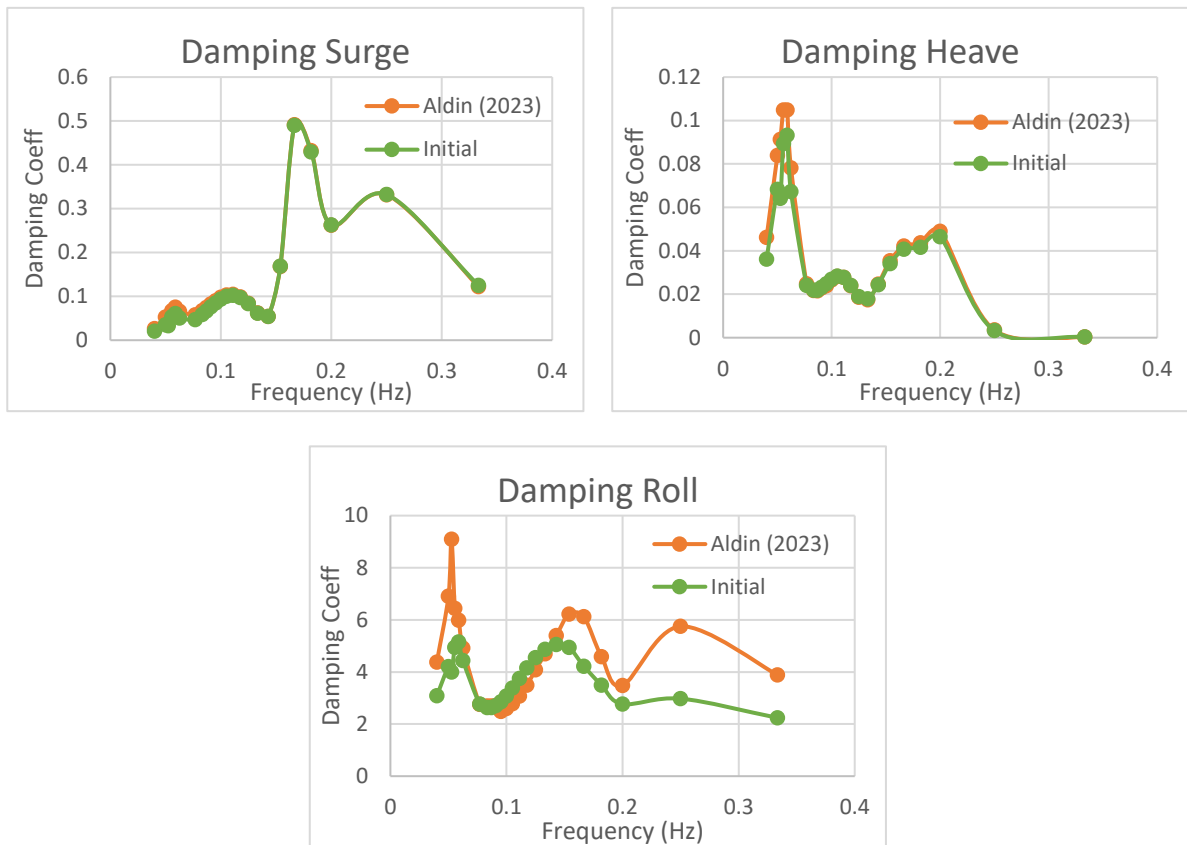 Damping Surge
0.6
0.5
0.4
0.3
0.2
0.1
0
Damping Coeff
Aldin (2023)
Initial
0 0.1 0.2 0.3 0.4
Frequency (Hz)
Damping Heave
0.12
0.1
0.08
0.06
0.04
0.02
0
Damping Coeff
Aldin (2023)
Initial
0 0.1 0.2 0.3 0.4
Frequency (Hz)
Damping Roll
10
8
6
4
2
0
Damping Coeff
Aldin (2023)
Initial
0 0.1 0.2 0.3 0.4
Frequency (Hz)